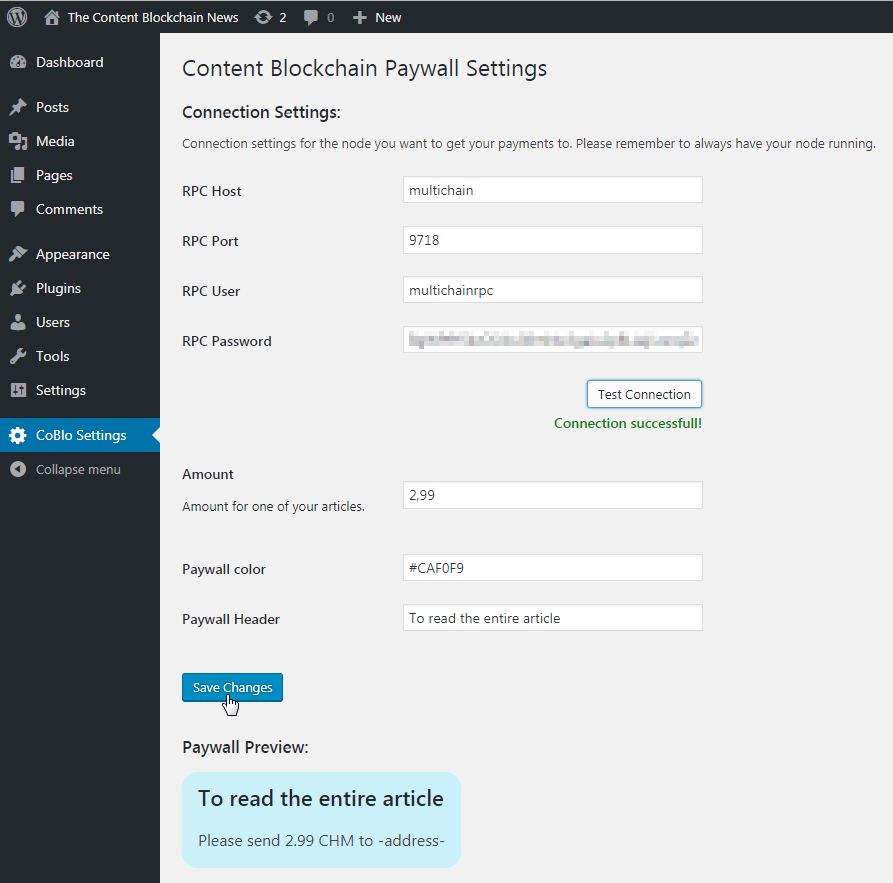 The Content Blockchain News 2 0 New
Dashboard
Posts
Media
Pages
Comments
Appearance
Plugins
Users
Tools
Settings
CoBlo Settings
Collapse menu
Content Blockchain Paywall Settings
Connection Settings:
Connection settings for the node you want to get your payments to. Please remember to always have your node running.
RPC Host multichain
RPC Port 9718
RPC User multichainrpc
RPC Password
Test Connection
Connection successfull!
Amount
2,99
Amount for one of your articles.
Paywall color #CAF0F9
Paywall Header To read the entire article
Save Changes
Paywall Preview:
To read the entire article
Please send 2.99 CHM to -address-